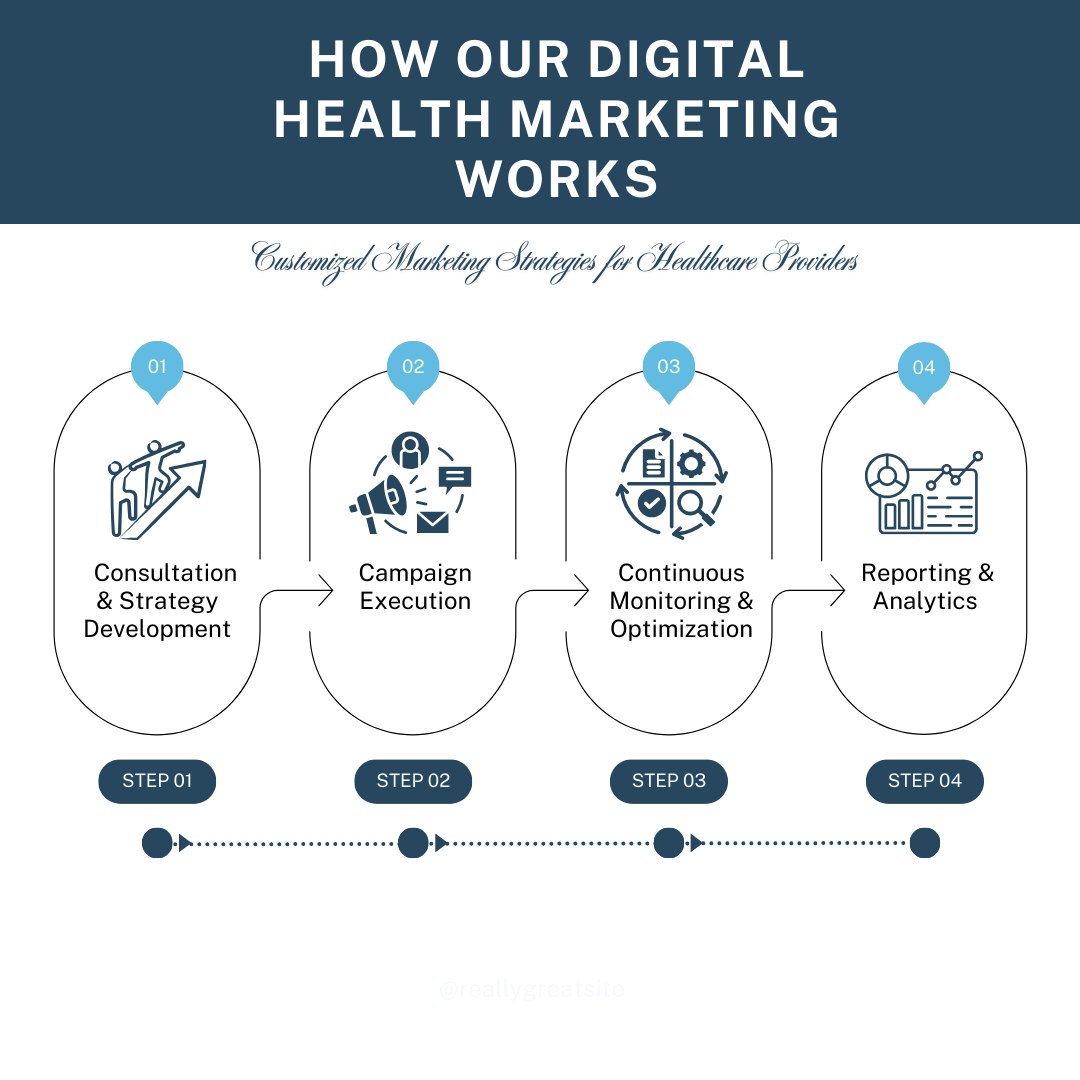 HOW OUR DIGITAL
HEALTH MARKETING
WORKS
Customized Marketing Strategies for Healthcare Providers
01
02
03
04
Consultation
& Strategy
Development
Campaign
Execution
Continuous
Monitoring &
Optimization
Reporting &
Analytics
STEP 01
STEP 02
STEP 03
STEP 04
@reallygreatsite